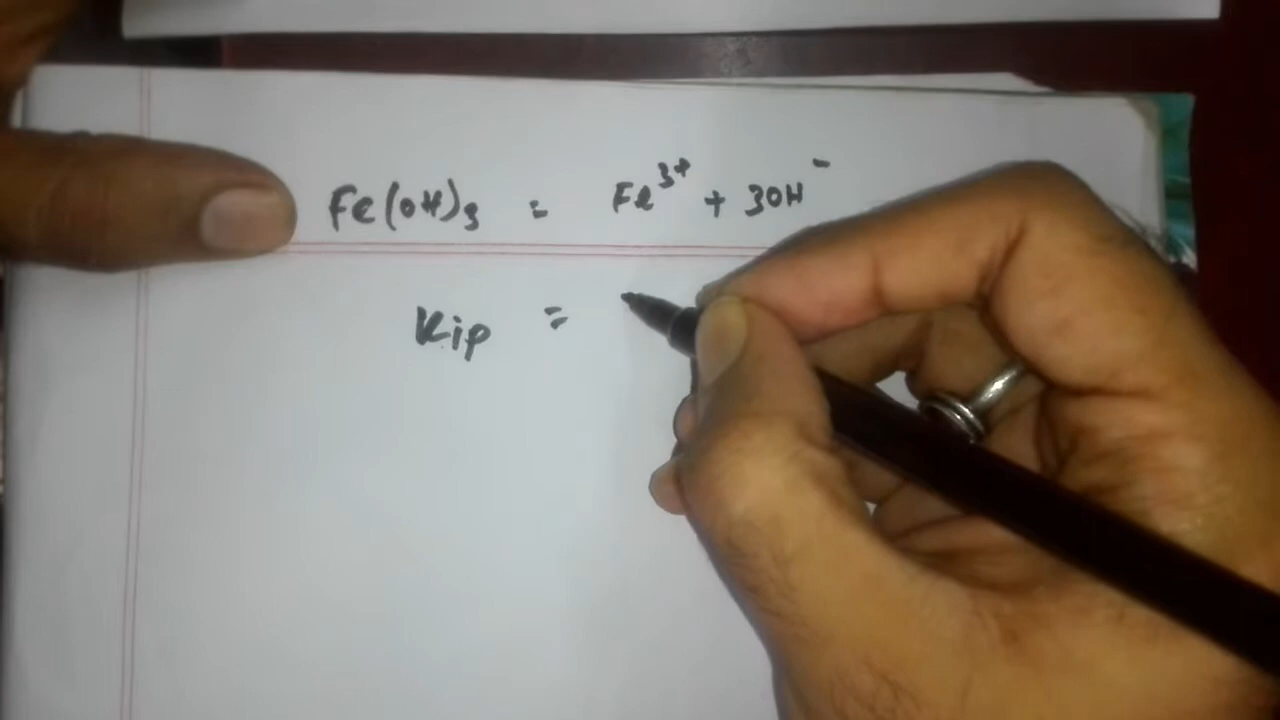 Fe(OH)3 = Fe3+ + 3OH-
Kip =